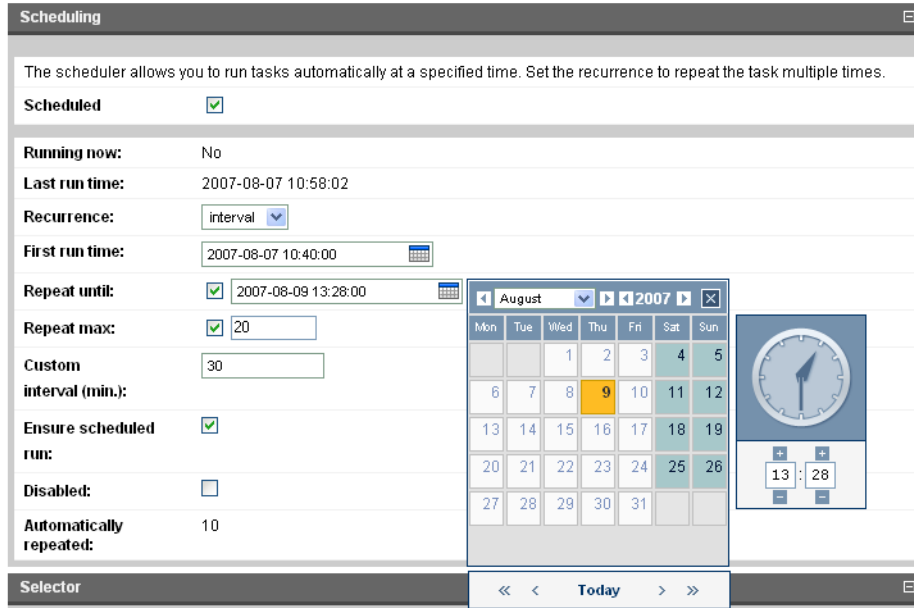 Scheduling
The scheduler allows you to run tasks automatically at a specified time. Set the recurrence to repeat the task multiple times.
Scheduled
Running now: No
Last run time: 2007-08-07 10:58:02
Recurrence: interval
First run time: 2007-08-07 10:40:00
Repeat until: 2007-08-09 13:28:00
Repeat max: 20
Custom
interval (min.): 30
Ensure scheduled
run:
Disabled:
Automatically
repeated: 10
August 2007
Mon Tue Wed Thu Fri Sat Sun
1 2 3 4 5
6 7 8 9 10 11 12
13 14 15 16 17 18 19
20 21 22 23 24 25 26
27 28 29 30 31
« < Today > »
+ +
13 : 28
- -
Selector